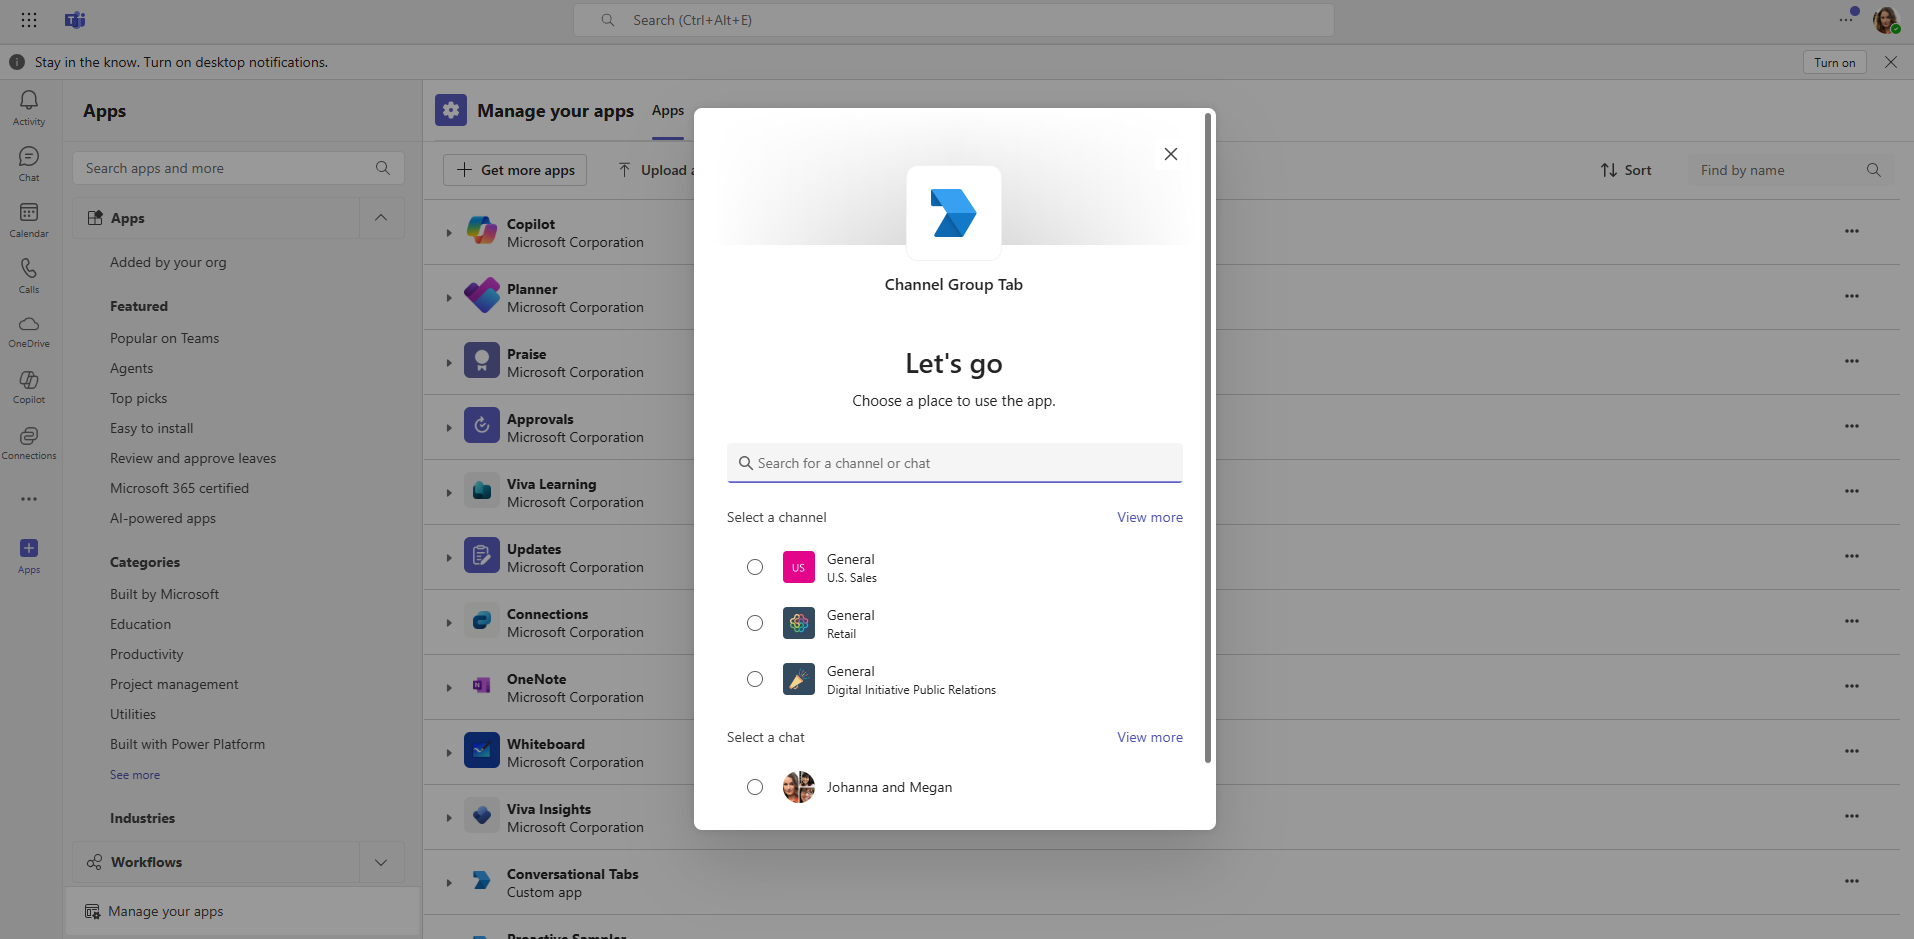 Search (Ctrl+Alt+E)
Stay in the know. Turn on desktop notifications.
Turn on
Activity
Chat
Calendar
Calls
OneDrive
Copilot
Connections
Apps
Apps
Search apps and more
Apps
Added by your org
Featured
Popular on Teams
Agents
Top picks
Easy to install
Review and approve leaves
Microsoft 365 certified
AI-powered apps
Categories
Built by Microsoft
Education
Productivity
Project management
Utilities
Built with Power Platform
See more
Industries
Workflows
Manage your apps
Manage your apps
Apps
Get more apps
Upload
Sort
Find by name
Copilot
Microsoft Corporation
Planner
Microsoft Corporation
Praise
Microsoft Corporation
Approvals
Microsoft Corporation
Viva Learning
Microsoft Corporation
Updates
Microsoft Corporation
Connections
Microsoft Corporation
OneNote
Microsoft Corporation
Whiteboard
Microsoft Corporation
Viva Insights
Microsoft Corporation
Conversational Tabs
Custom app
Proactive Sampler
Channel Group Tab
Let's go
Choose a place to use the app.
Search for a channel or chat
Select a channel
View more
US
General
U.S. Sales
General
Retail
General
Digital Initiative Public Relations
Select a chat
View more
Johanna and Megan